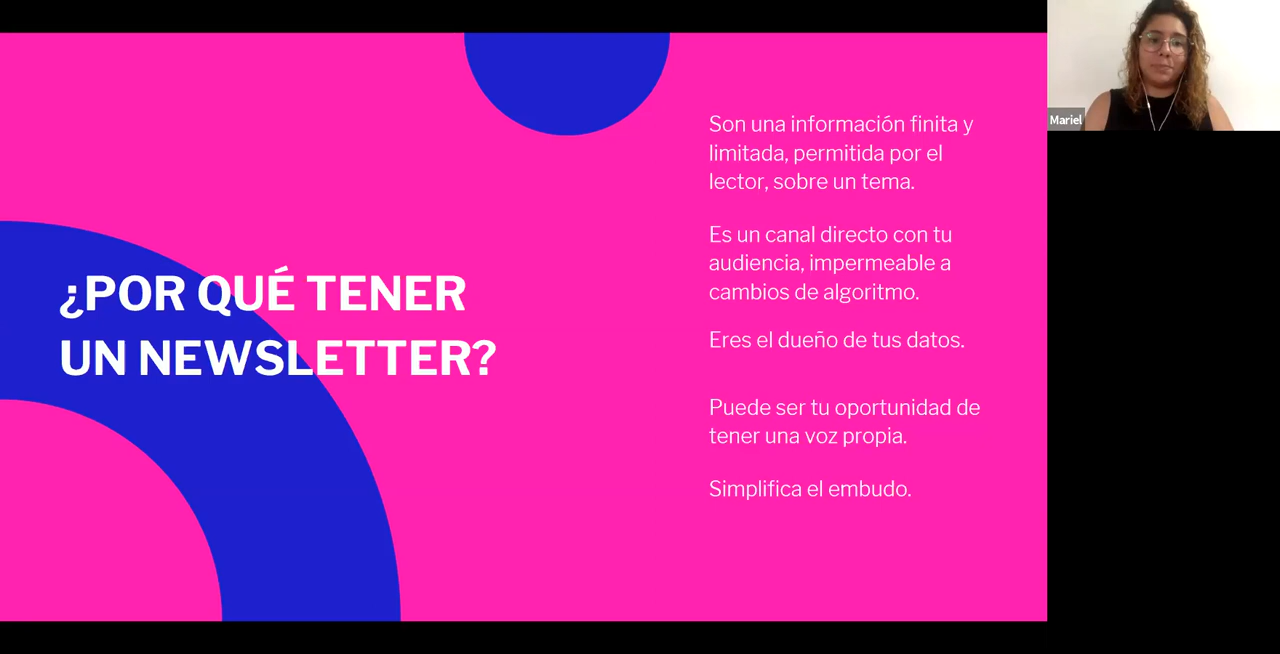 ¿POR QUÉ TENER
UN NEWSLETTER?
Son una información finita y
limitada, permitida por el
lector, sobre un tema.
Es un canal directo con tu
audiencia, impermeable a
cambios de algoritmo.
Eres el dueño de tus datos.
Puede ser tu oportunidad de
tener una voz propia.
Simplifica el embudo.
Mariel